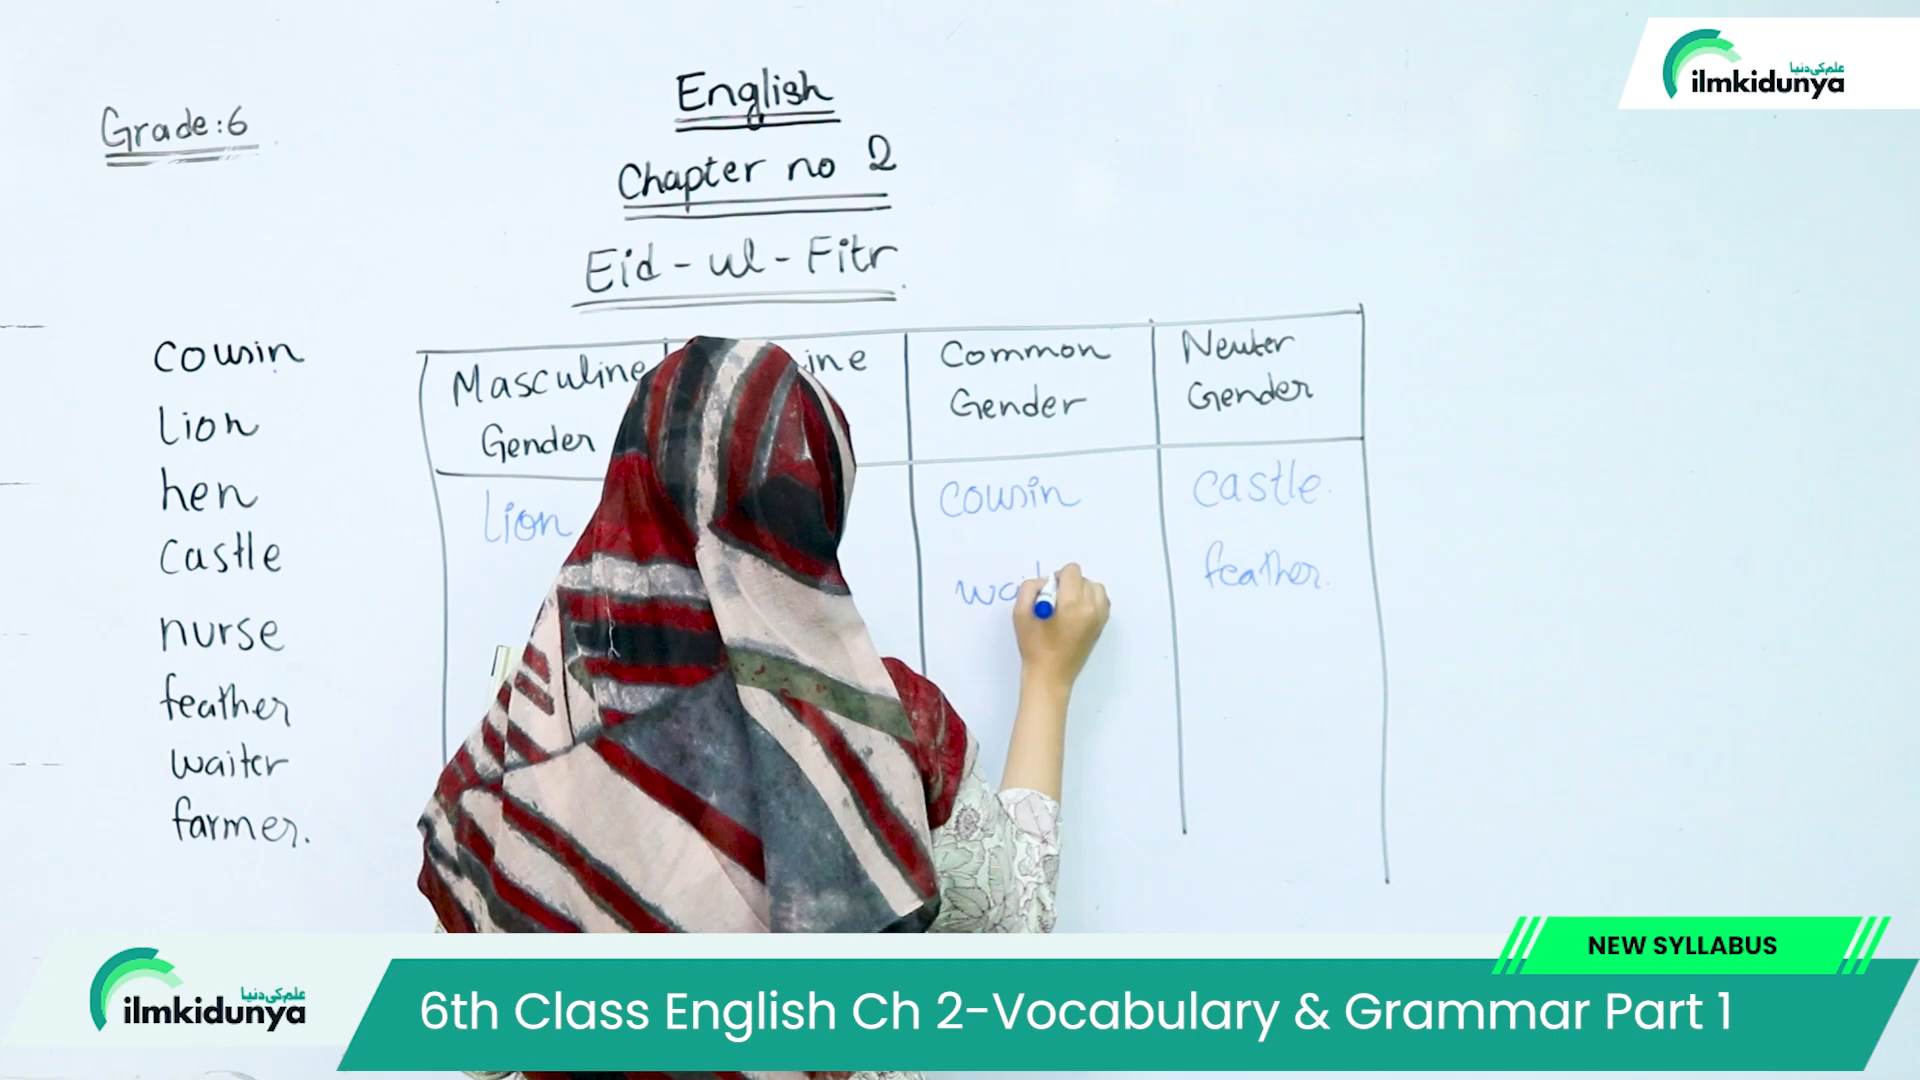 علم کی دنیا
ilmkidunya
Grade:6
English
Chapter no 2
Eid-ul-Fitr
cousin
Lion
hen
Castle
nurse
feather
waiter
farmer.
Masculine
Gender
Common
Gender
Neuter
Gender
Lion
cousin
castle.
feather.
علم کی دنیا
ilmkidunya
NEW SYLLABUS
6th Class English Ch 2-Vocabulary & Grammar Part 1